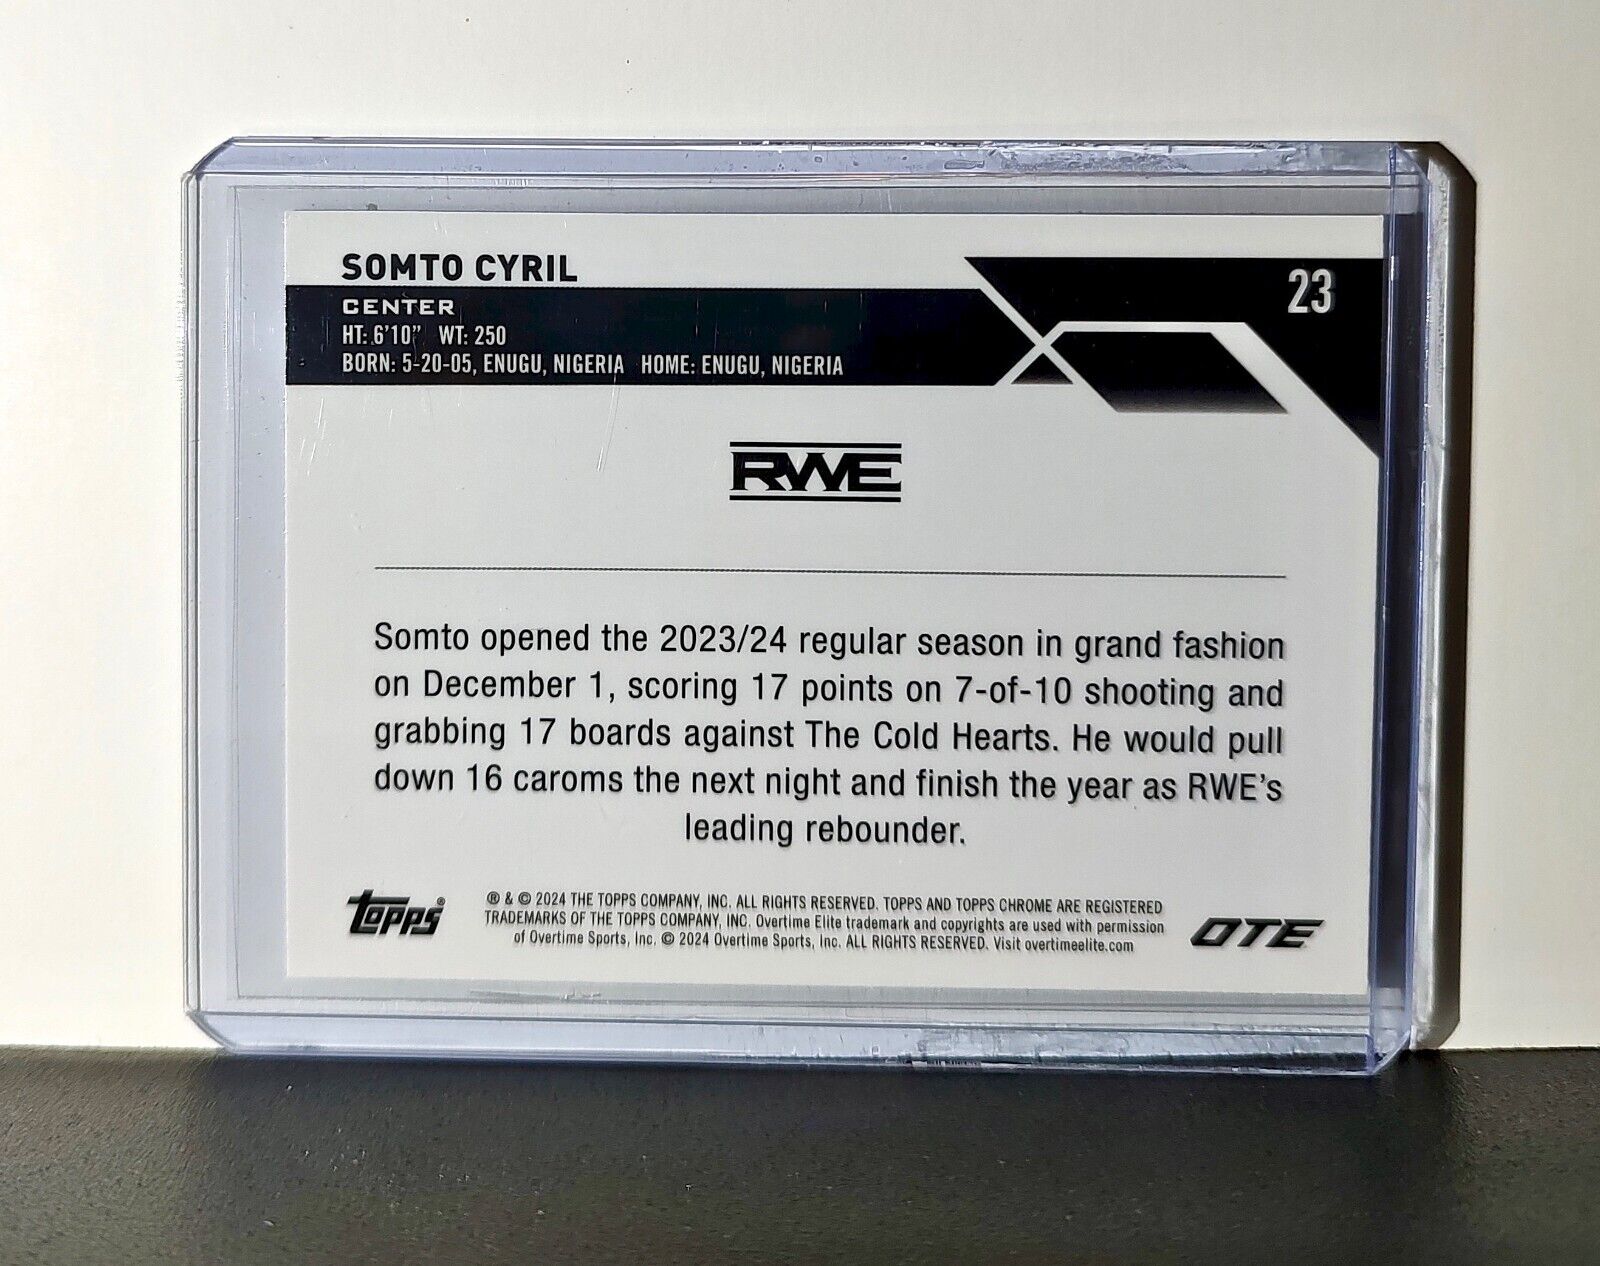 SOMTO CYRIL
23
CENTER
HT: 6'10" WT: 250
BORN: 5-20-05, ENUGU, NIGERIA HOME: ENUGU, NIGERIA
RWE
Somto opened the 2023/24 regular season in grand fashion
on December 1, scoring 17 points on 7-of-10 shooting and
grabbing 17 boards against The Cold Hearts. He would pull
down 16 caroms the next night and finish the year as RWE's
leading rebounder.
topps®
® & © 2024 THE TOPPS COMPANY, INC. ALL RIGHTS RESERVED. TOPPS AND TOPPS CHROME ARE REGISTERED
TRADEMARKS OF THE TOPPS COMPANY, INC. Overtime Elite trademark and copyrights are used with permission
of Overtime Sports, Inc. © 2024 Overtime Sports, Inc. ALL RIGHTS RESERVED. Visit overtimeelite.com
OTE